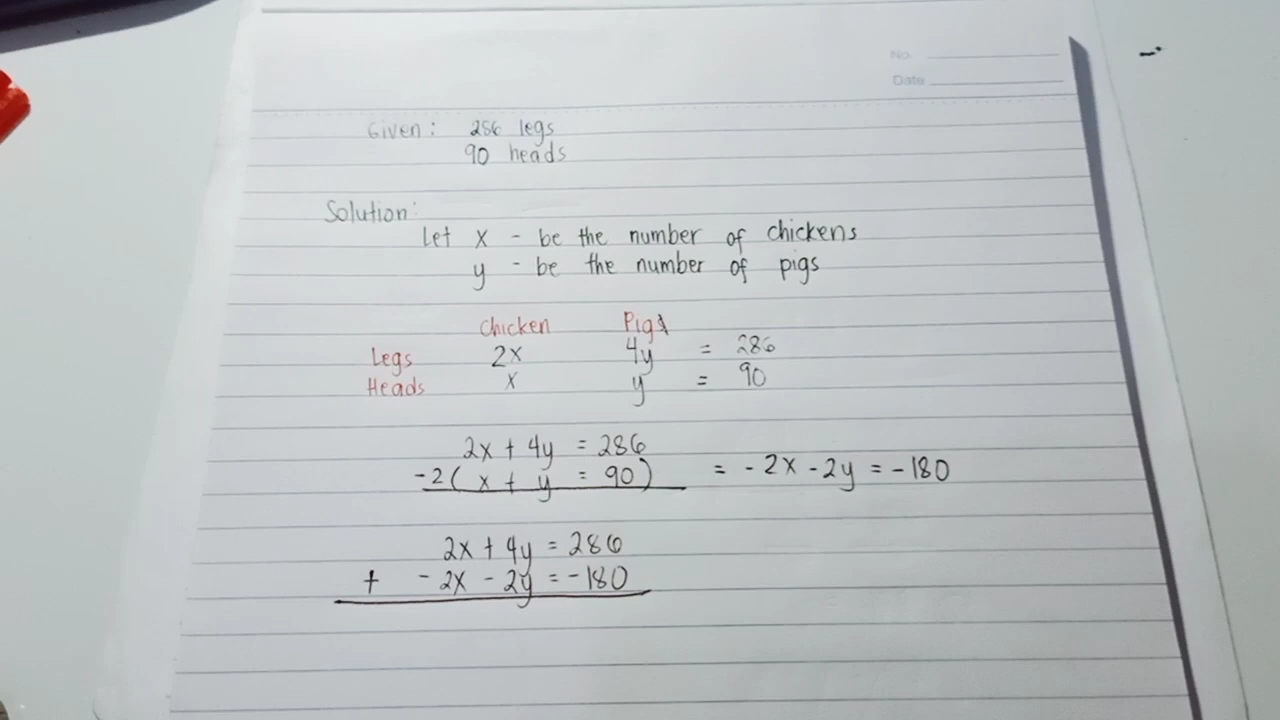 No.
Date
Given: 286 legs
90 heads
Solution:
Let x - be the number of chickens
y - be the number of pigs
Chicken Pigs
Legs 2x 4y = 286
Heads x y = 90
2x + 4y = 286
-2( x + y = 90) = -2x - 2y = -180
2x + 4y = 286
+ -2x - 2y = -180